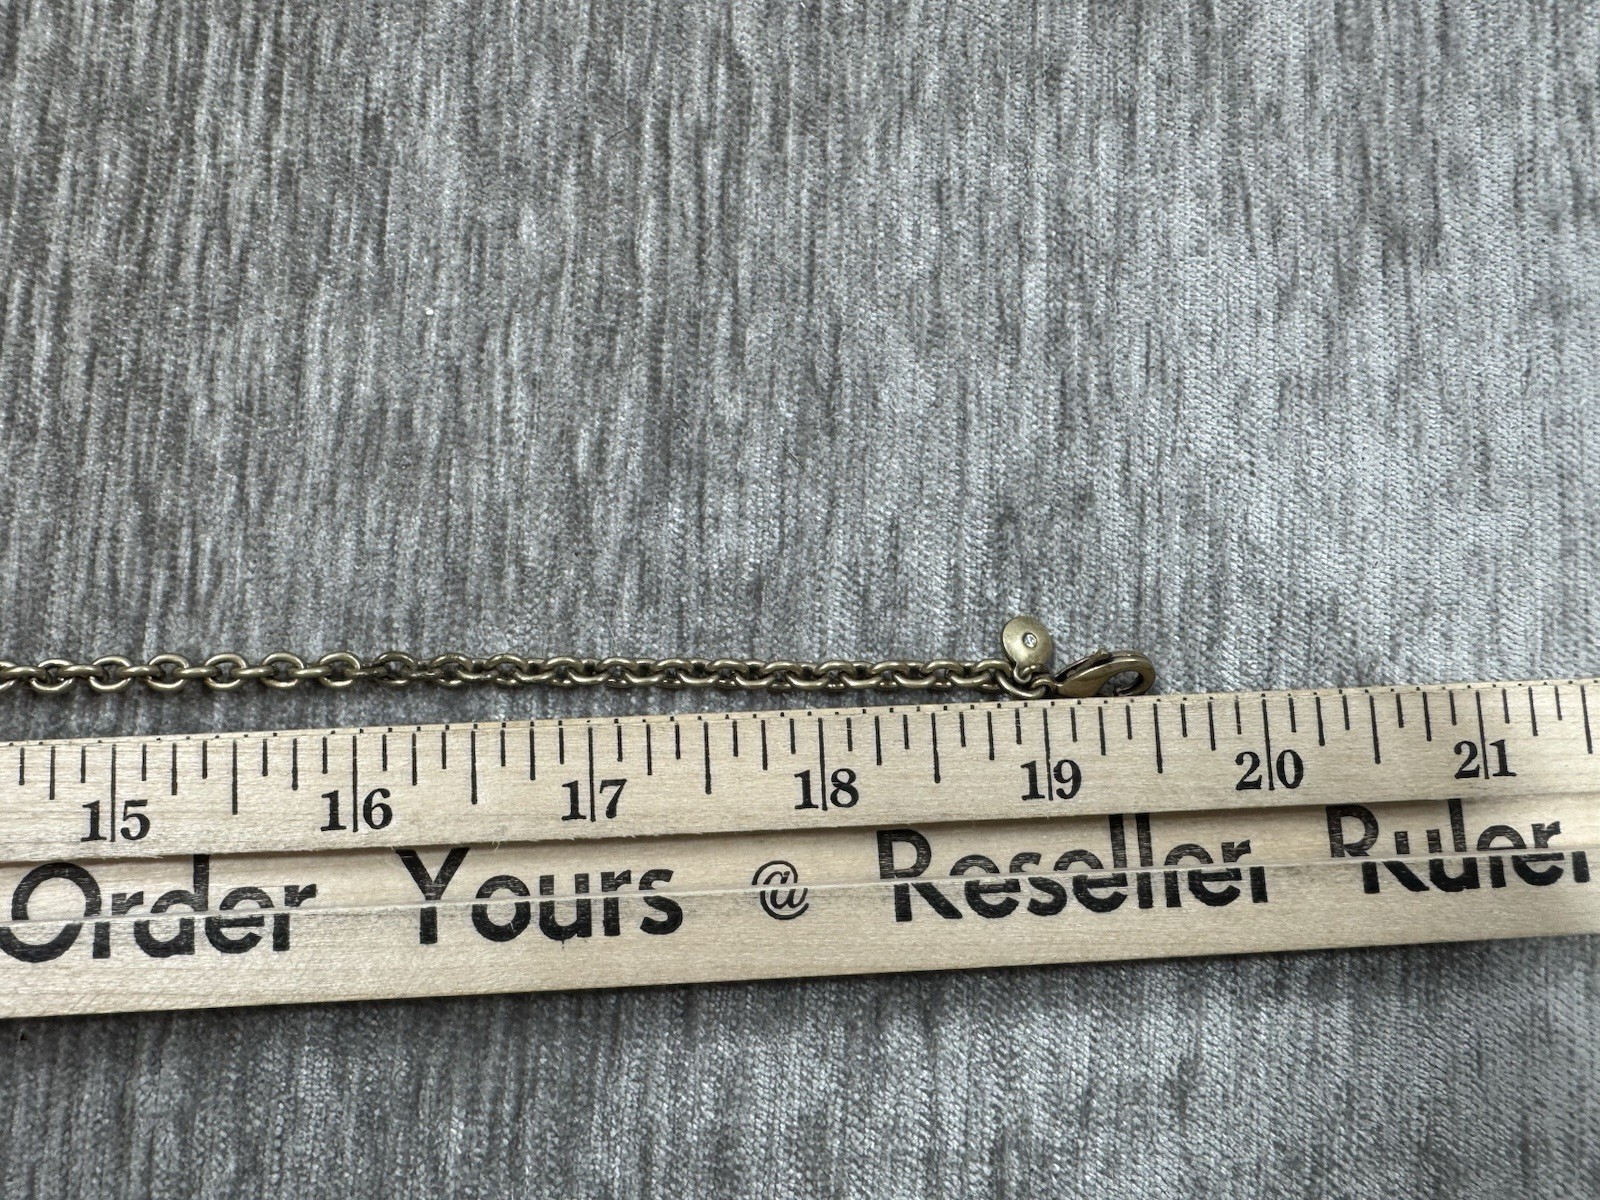 15 16 17 18 19 20 21
Order Yours @ Reseller Ruler